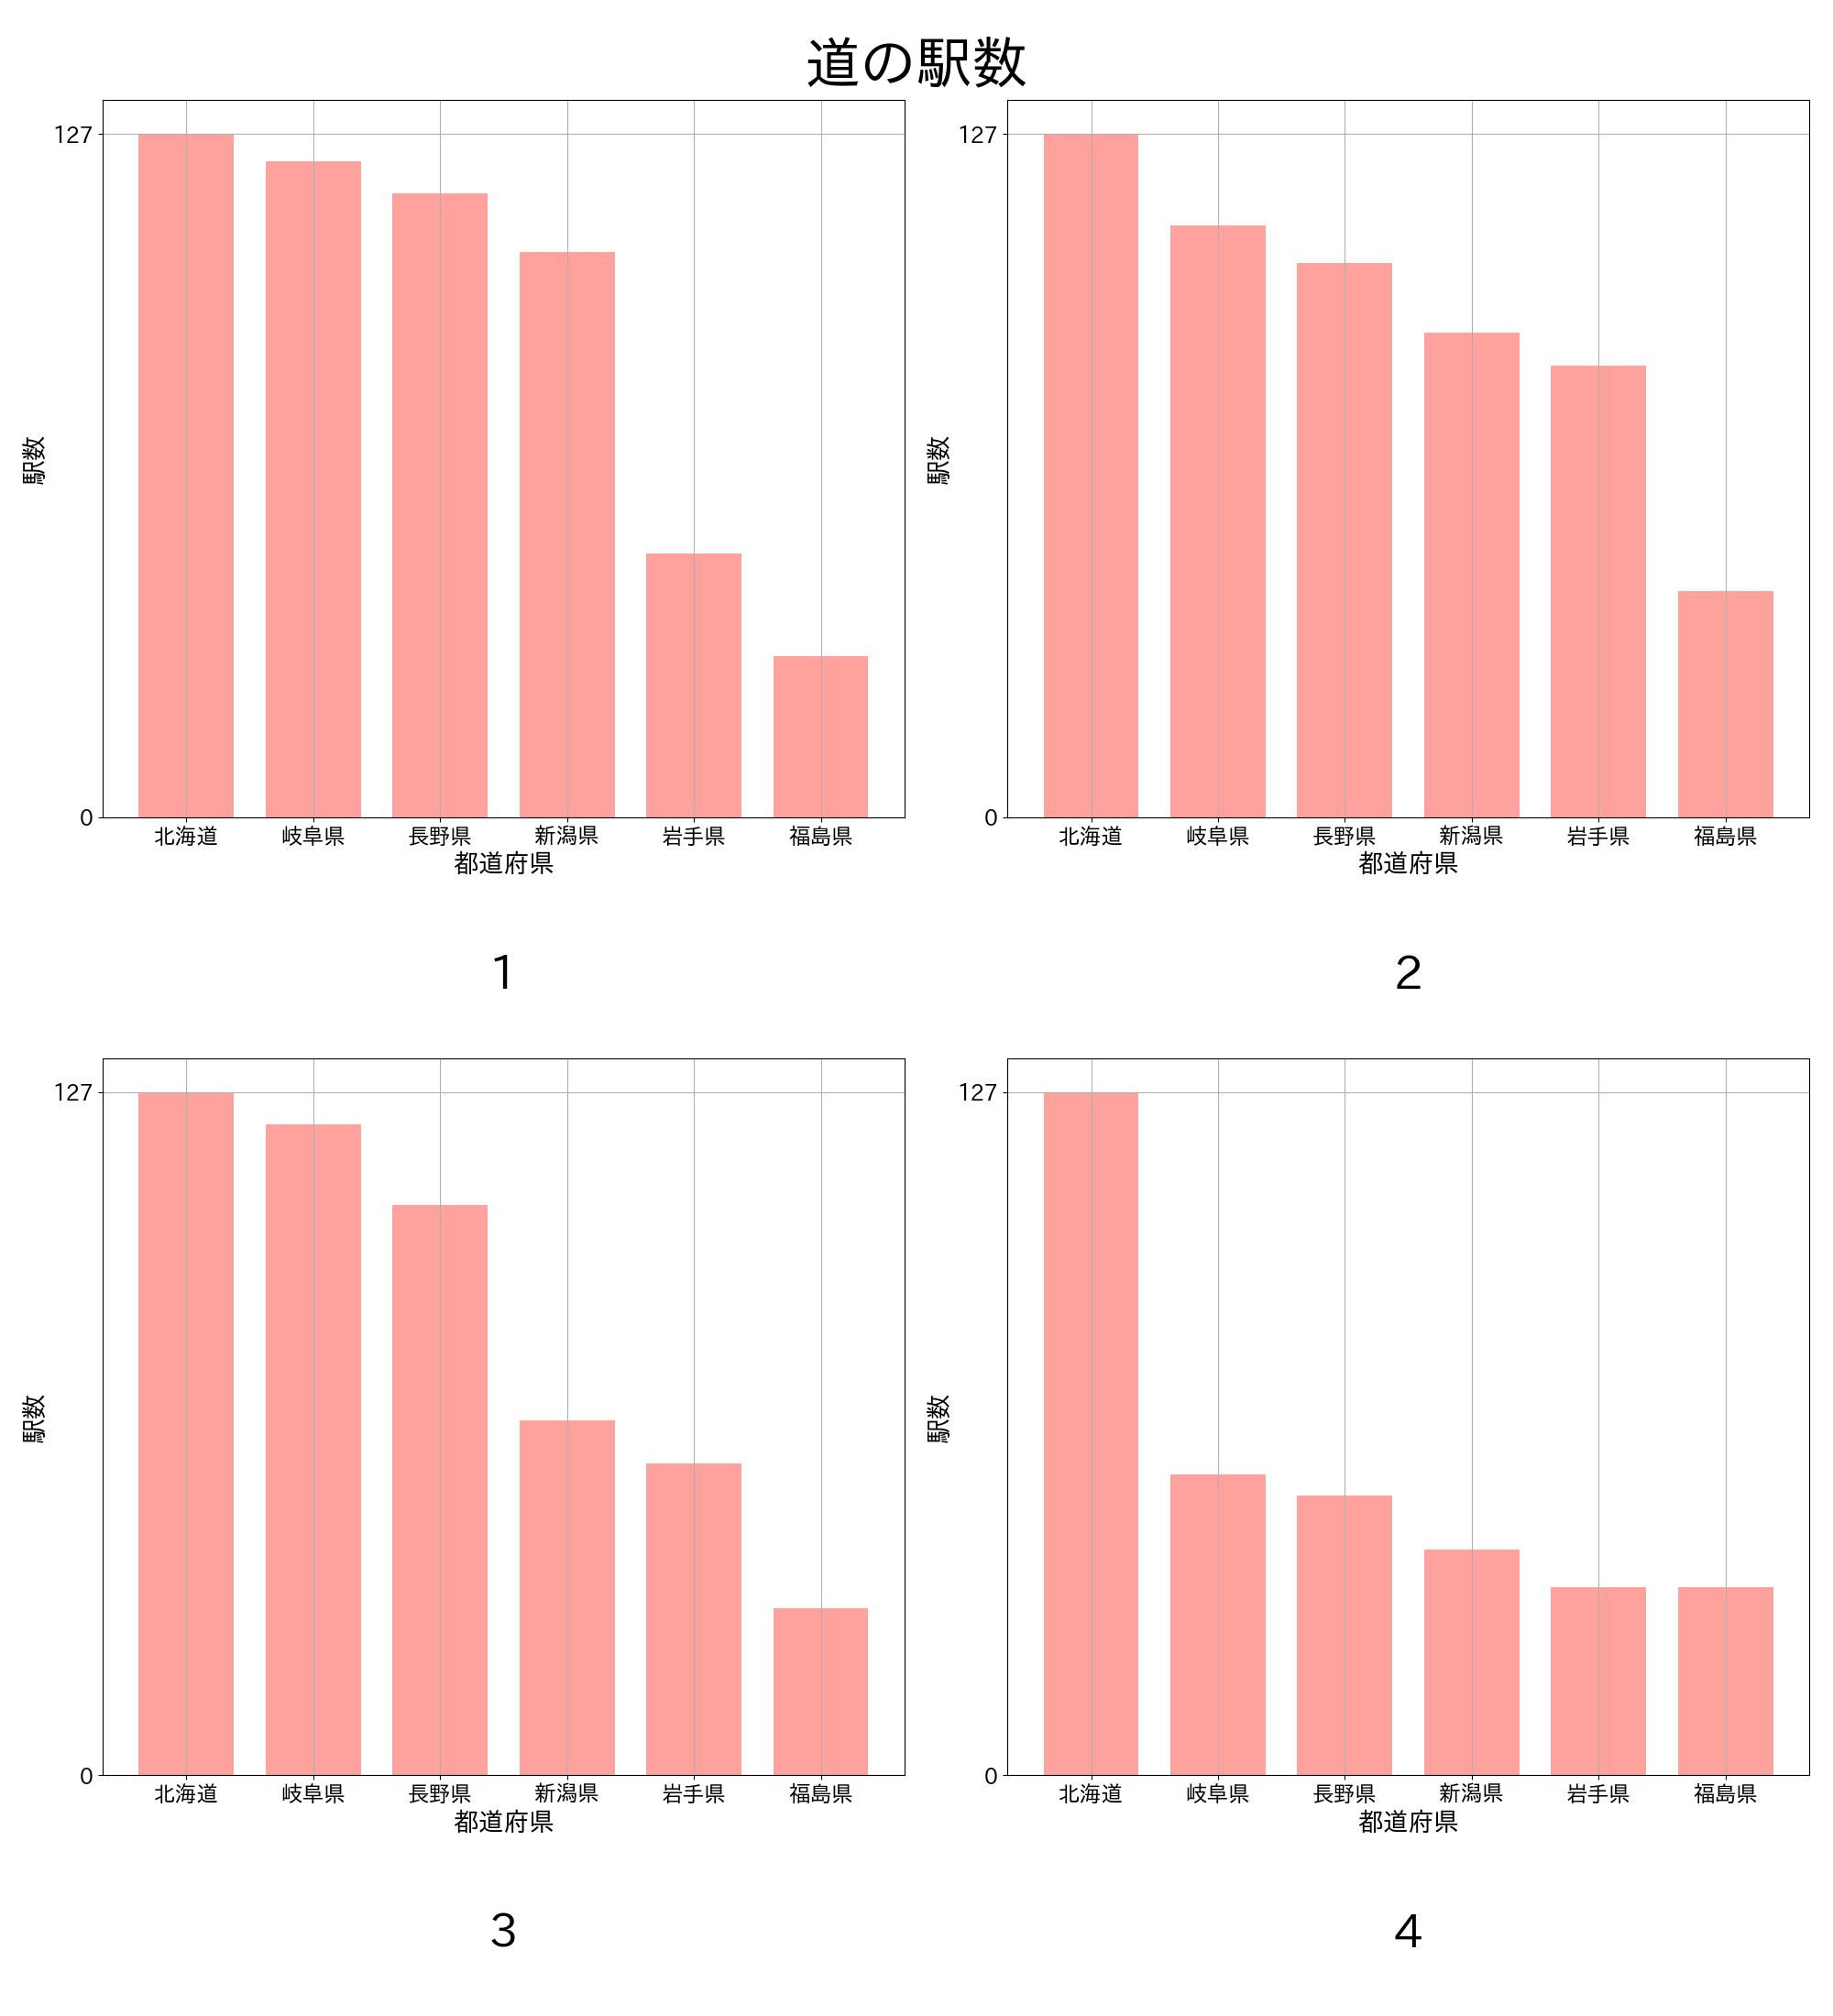 道の駅数
127
0
駅数
北海道 岐阜県 長野県 新潟県 岩手県 福島県
都道府県
1
127
0
駅数
北海道 岐阜県 長野県 新潟県 岩手県 福島県
都道府県
2
127
0
駅数
北海道 岐阜県 長野県 新潟県 岩手県 福島県
都道府県
3
127
0
駅数
北海道 岐阜県 長野県 新潟県 岩手県 福島県
都道府県
4